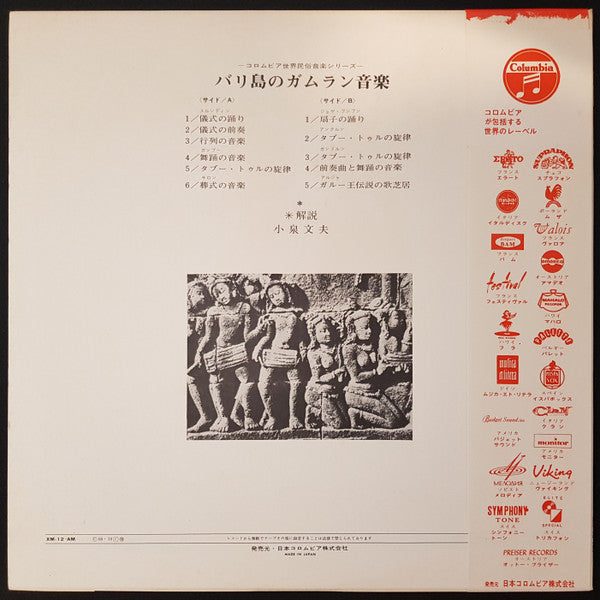 ―コロムビア世界民俗音楽シリーズ―
バリ島のガムラン音楽
(サイド/A)
1/儀式の踊り
2/儀式の前奏
3/行列の音楽
4/舞踊の音楽
5/タブー・トゥルの旋律
6/葬式の音楽
(サイド/B)
1/扇子の踊り
2/タブー・トゥルの旋律
3/タブー・トゥルの旋律
4/前奏曲と舞踊の音楽
5/ガルー王伝説の歌芝居
*
*解説
小泉文夫
XM-12-AM
発売元・日本コロムビア株式会社
MADE IN JAPAN
Columbia
コロムビア
が包括する
世界のレーベル
ERATO
フランス
エラート
SUPRAPHON
チェコ
スプラフォン
イタリア
イタルディスク
ポーランド
ムザ
BAM
フランス
バム
Valois
フランス
ヴァロア
オーストリア
アマデオ
festival
フランス
フェスティヴァル
MAHALO
ハワイ
マハロ
ハワイ
フラ
PALETTE
ベルギー
パレット
musica
et litera
ドイツ
ムジカ・エト・リテラ
スペイン
イスパボックス
Budget Sound, Inc.
アメリカ
バジェット
サウンド
イタリア
クラン
monitor
アメリカ
モニター
МЕЛОДИЯ
ソビエト
メロディア
Viking
ニュージーランド
ヴァイキング
SYMPHONY
TONE
スイス
シンフォニー
トーン
ELITE
SPECIAL
スイス
トリカフォン
PREISER RECORDS
オーストリア
オットー・プライザー
発売元 日本コロムビア株式会社